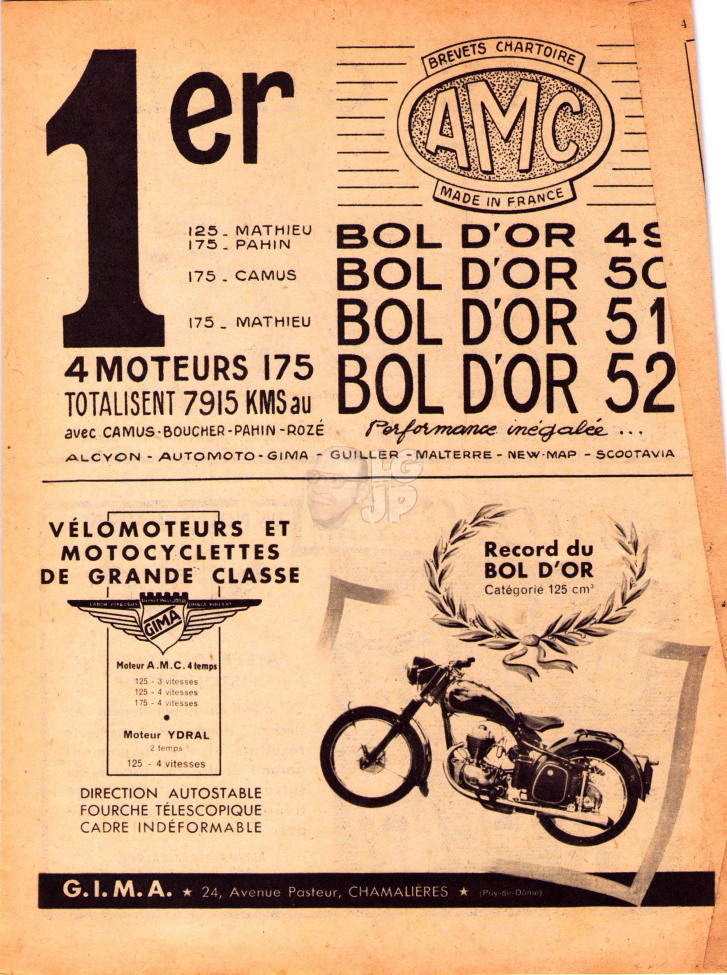 4
1er
BREVETS CHARTOIRE
AMC
MADE IN FRANCE
125 - MATHIEU
175 - PAHIN
BOL D'OR 49
175 - CAMUS
BOL D'OR 50
175 - MATHIEU
BOL D'OR 51
4 MOTEURS 175
TOTALISENT 7915 KMS au
BOL D'OR 52
avec CAMUS-BOUCHER-PAHIN-ROZÉ
Performance inégalée ...
ALCYON - AUTOMOTO - GIMA - GUILLER - MALTERRE - NEW-MAP - SCOOTAVIA
LGJP
VÉLOMOTEURS ET
MOTOCYCLETTES
DE GRANDE CLASSE
GIMA
Moteur A.M.C. 4 temps
125 - 3 vitesses
125 - 4 vitesses
175 - 4 vitesses
Moteur YDRAL
2 temps
125 - 4 vitesses
DIRECTION AUTOSTABLE
FOURCHE TÉLESCOPIQUE
CADRE INDÉFORMABLE
Record du
BOL D'OR
Catégorie 125 cm³
G.I.M.A. ★ 24, Avenue Pasteur, CHAMALIÈRES ★ (Puy-de-Dôme)